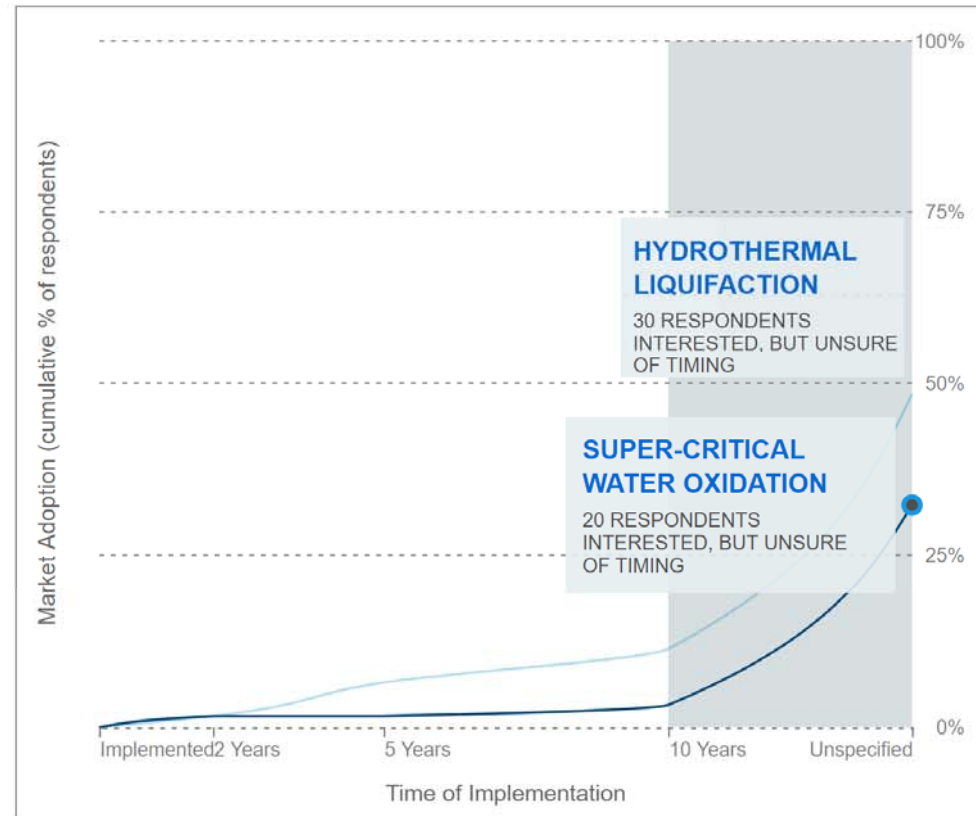 Market Adoption (cumulative % of respondents)
100%
75%
HYDROTHERMAL
LIQUIFACTION
30 RESPONDENTS
INTERESTED, BUT UNSURE
OF TIMING
50%
SUPER-CRITICAL
WATER OXIDATION
20 RESPONDENTS
INTERESTED, BUT UNSURE
OF TIMING
25%
0%
Implemented 2 Years 5 Years 10 Years Unspecified
Time of Implementation